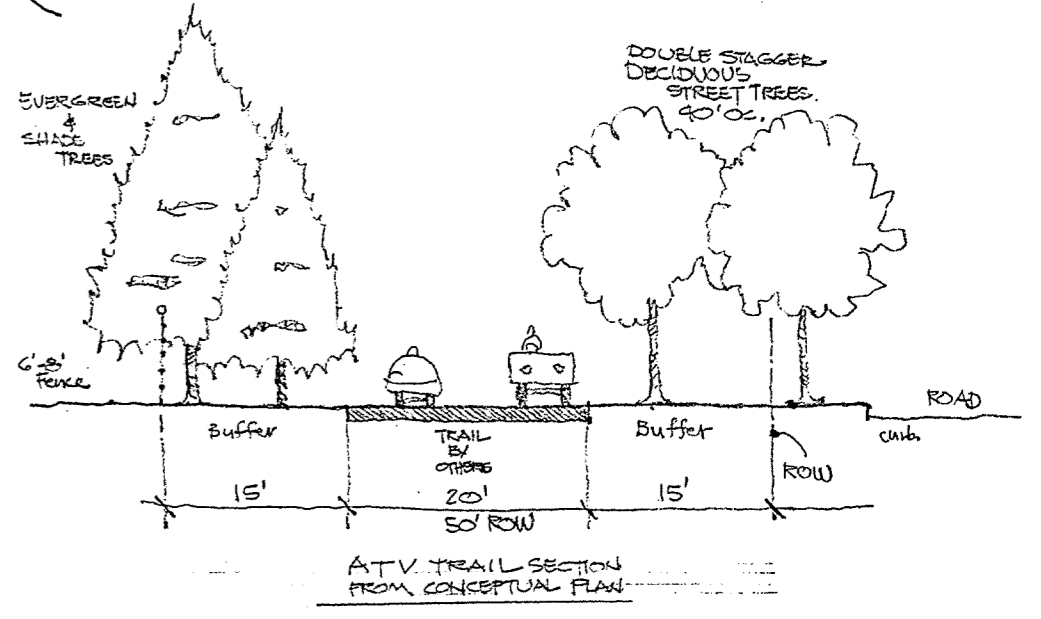 DOUBLE STAGGER
DECIDUOUS
STREET TREES.
40' OC.
EVERGREEN
&
SHADE
TREES
6'-8'
Fence
ROAD
Buffer
TRAIL
BY
OTHERS
Buffer
curb
ROW
15'
20'
15'
50' ROW
ATV TRAIL SECTION
FROM CONCEPTUAL PLAN